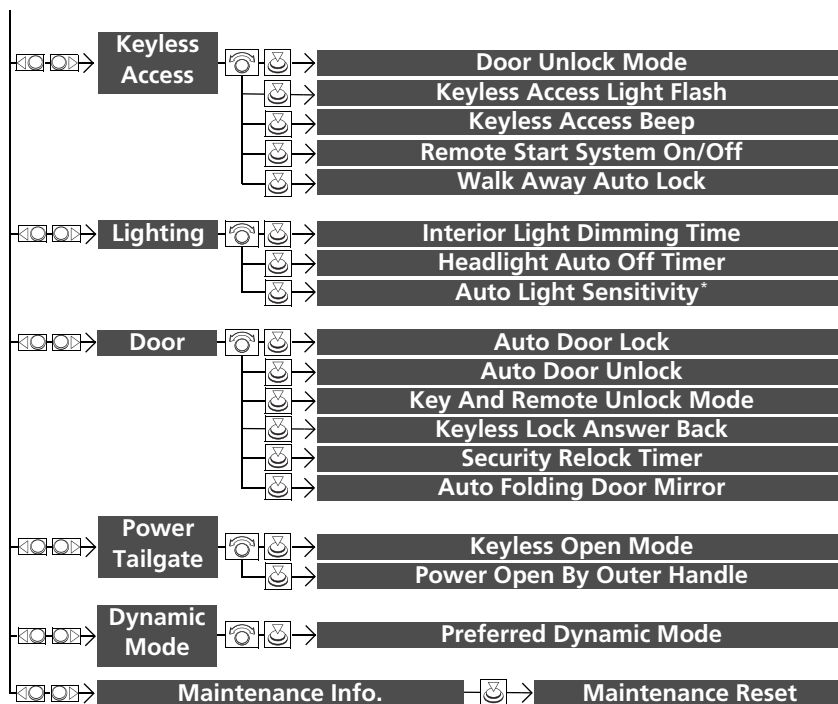 Keyless
Access
Door Unlock Mode
Keyless Access Light Flash
Keyless Access Beep
Remote Start System On/Off
Walk Away Auto Lock
Lighting
Interior Light Dimming Time
Headlight Auto Off Timer
Auto Light Sensitivity*
Door
Auto Door Lock
Auto Door Unlock
Key And Remote Unlock Mode
Keyless Lock Answer Back
Security Relock Timer
Auto Folding Door Mirror
Power
Tailgate
Keyless Open Mode
Power Open By Outer Handle
Dynamic
Mode
Preferred Dynamic Mode
Maintenance Info.
Maintenance Reset